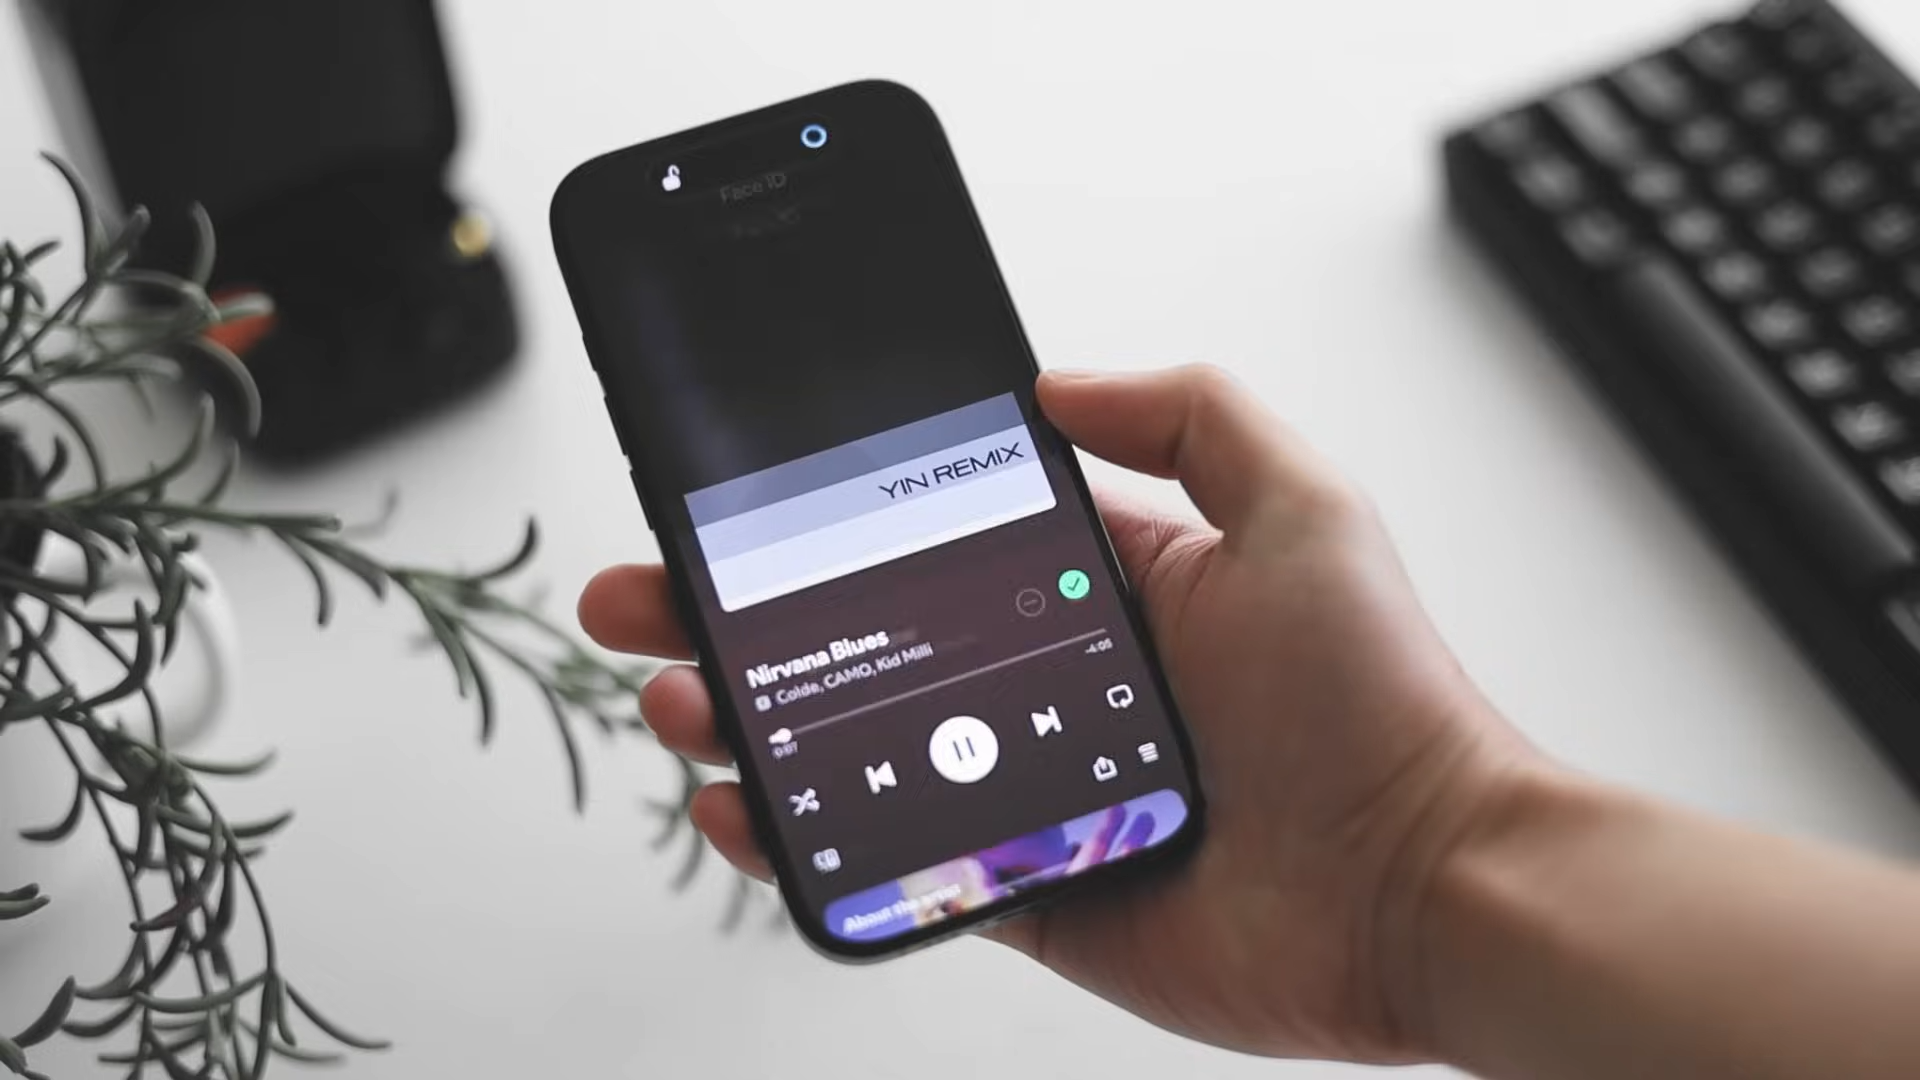 Face ID
YIN REMIX
Nirvana Blues
Colde, CAMO, Kid Milli
-4:05
0:07
About the artist